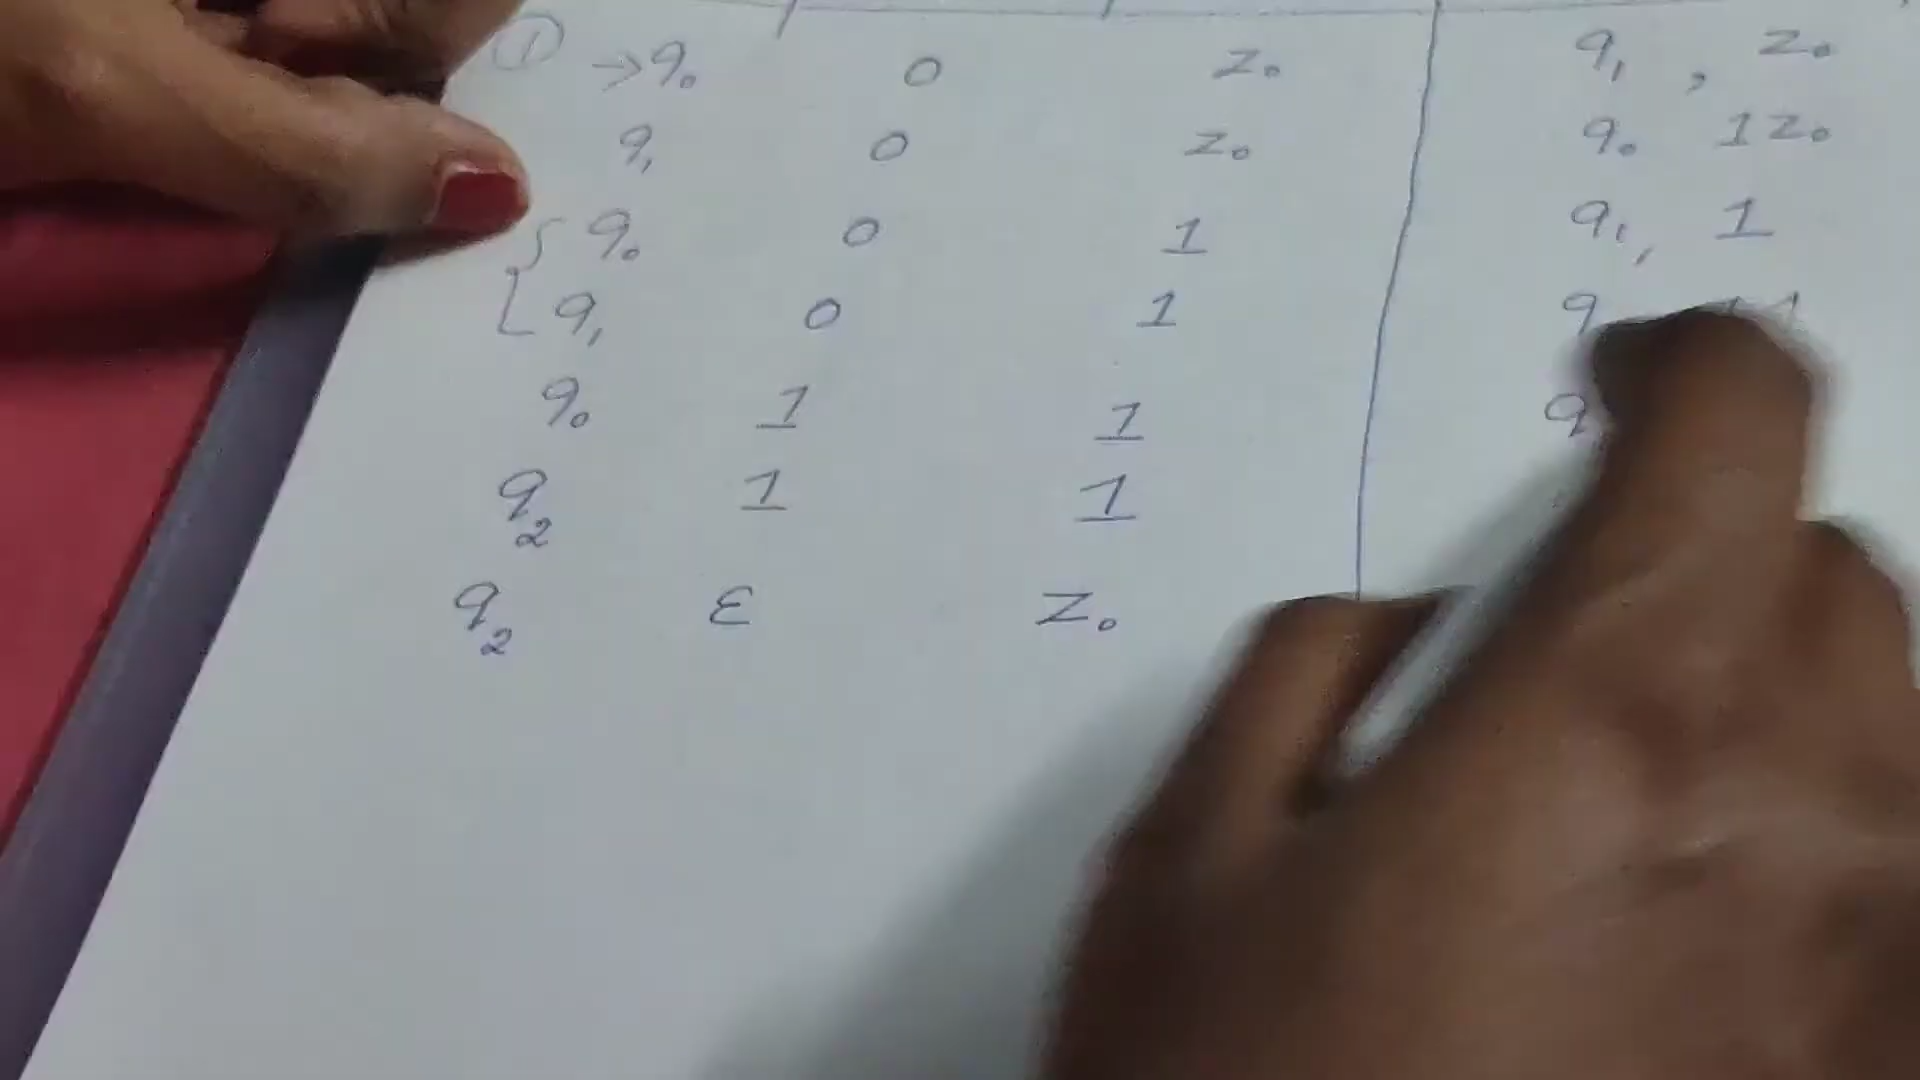 ① →q₀ 0 z₀ q₁, z₀
q₁ 0 z₀ q₀ 1z₀
q₀ 0 1 q₁, 1
q₁ 0 1 q
q₀ 1 1 q
q₂ 1 1
q₂ ε z₀